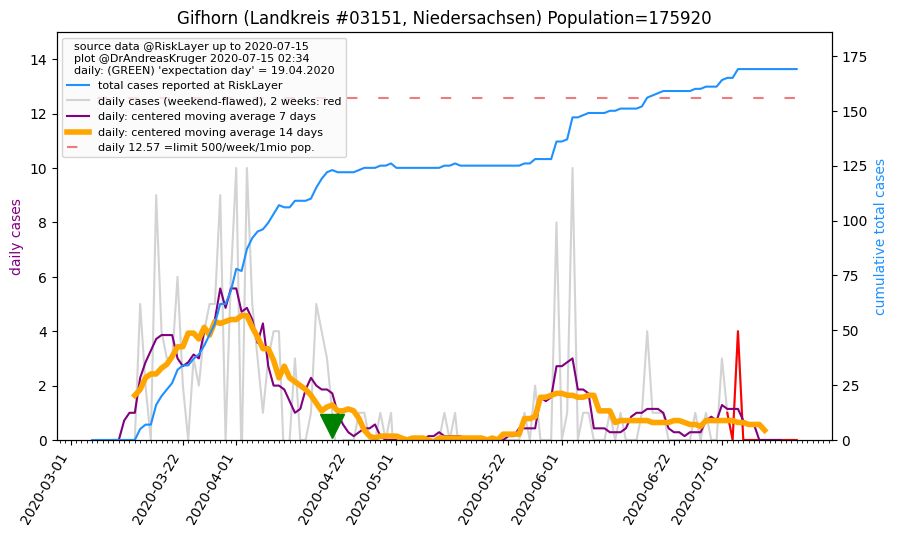 Gifhorn (Landkreis #03151, Niedersachsen) Population=175920
source data @RiskLayer up to 2020-07-15
plot @DrAndreasKruger 2020-07-15 02:34
daily: (GREEN) 'expectation day' = 19.04.2020
total cases reported at RiskLayer
daily cases (weekend-flawed), 2 weeks: red
daily: centered moving average 7 days
daily: centered moving average 14 days
daily 12.57 =limit 500/week/1mio pop.
daily cases
14
12
10
8
6
4
2
0
175
150
125
100
75
50
25
0
cumulative total cases
2020-03-01
2020-03-22
2020-04-01
2020-04-22
2020-05-01
2020-05-22
2020-06-01
2020-06-22
2020-07-01